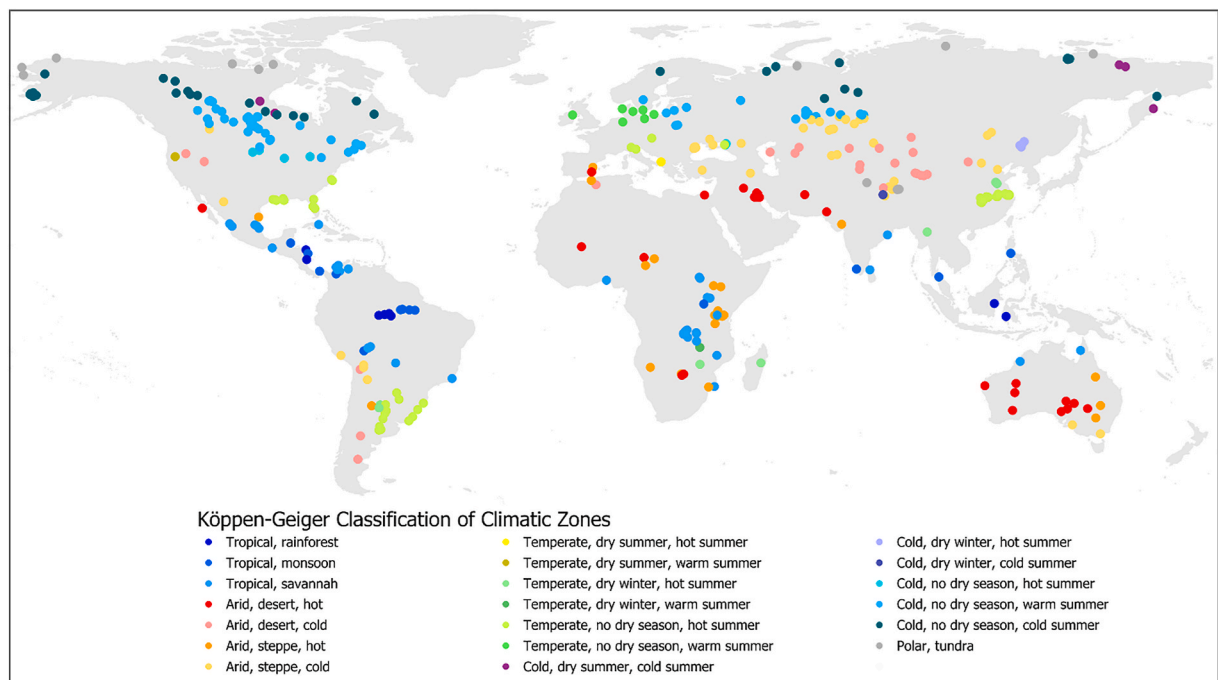 Köppen-Geiger Classification of Climatic Zones
Tropical, rainforest
Tropical, monsoon
Tropical, savannah
Arid, desert, hot
Arid, desert, cold
Arid, steppe, hot
Arid, steppe, cold
Temperate, dry summer, hot summer
Temperate, dry summer, warm summer
Temperate, dry winter, hot summer
Temperate, dry winter, warm summer
Temperate, no dry season, hot summer
Temperate, no dry season, warm summer
Cold, dry summer, cold summer
Cold, dry winter, hot summer
Cold, dry winter, cold summer
Cold, no dry season, hot summer
Cold, no dry season, warm summer
Cold, no dry season, cold summer
Polar, tundra